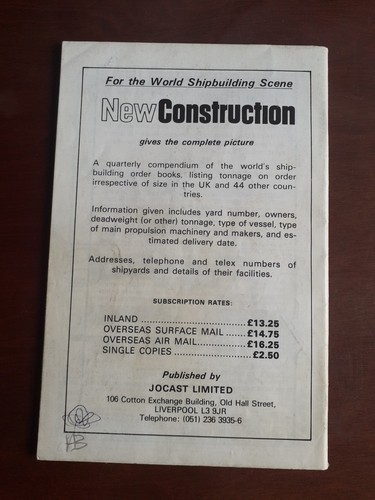 For the World Shipbuilding Scene
New Construction
gives the complete picture
A quarterly compendium of the world's ship-
building order books, listing tonnage on order
irrespective of size in the UK and 44 other coun-
tries.
Information given includes yard number, owners,
deadweight (or other) tonnage, type of vessel, type
of main propulsion machinery and makers, and es-
timated delivery date.
Addresses, telephone and telex numbers of
shipyards and details of their facilities.
SUBSCRIPTION RATES:
INLAND ................................£13.25
OVERSEAS SURFACE MAIL ......£14.75
OVERSEAS AIR MAIL...............£16.25
SINGLE COPIES .......................£2.50
Published by
JOCAST LIMITED
106 Cotton Exchange Building, Old Hall Street,
LIVERPOOL L3 9JR
Telephone: (051) 236 3935-6